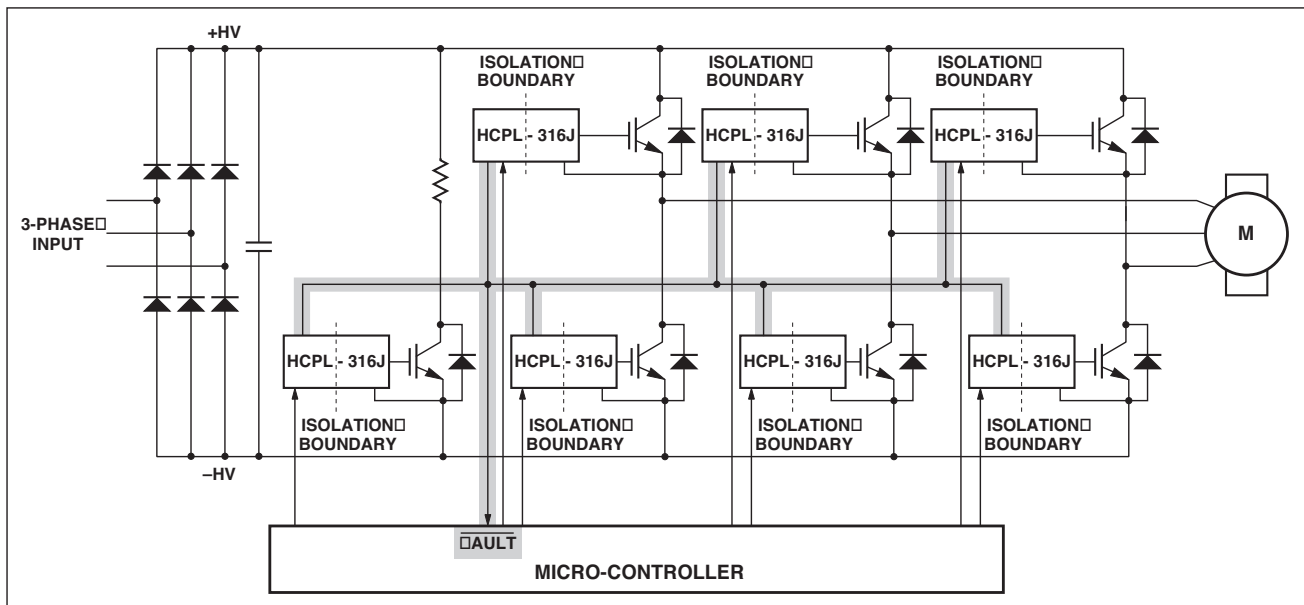 +HV
ISOLATION□
BOUNDARY
ISOLATION□
BOUNDARY
ISOLATION□
BOUNDARY
HCPL - 316J
HCPL - 316J
HCPL - 316J
3-PHASE□
INPUT
M
HCPL - 316J
HCPL - 316J
HCPL - 316J
HCPL - 316J
ISOLATION□
BOUNDARY
ISOLATION□
BOUNDARY
ISOLATION□
BOUNDARY
ISOLATION□
BOUNDARY
–HV
□AULT
MICRO-CONTROLLER